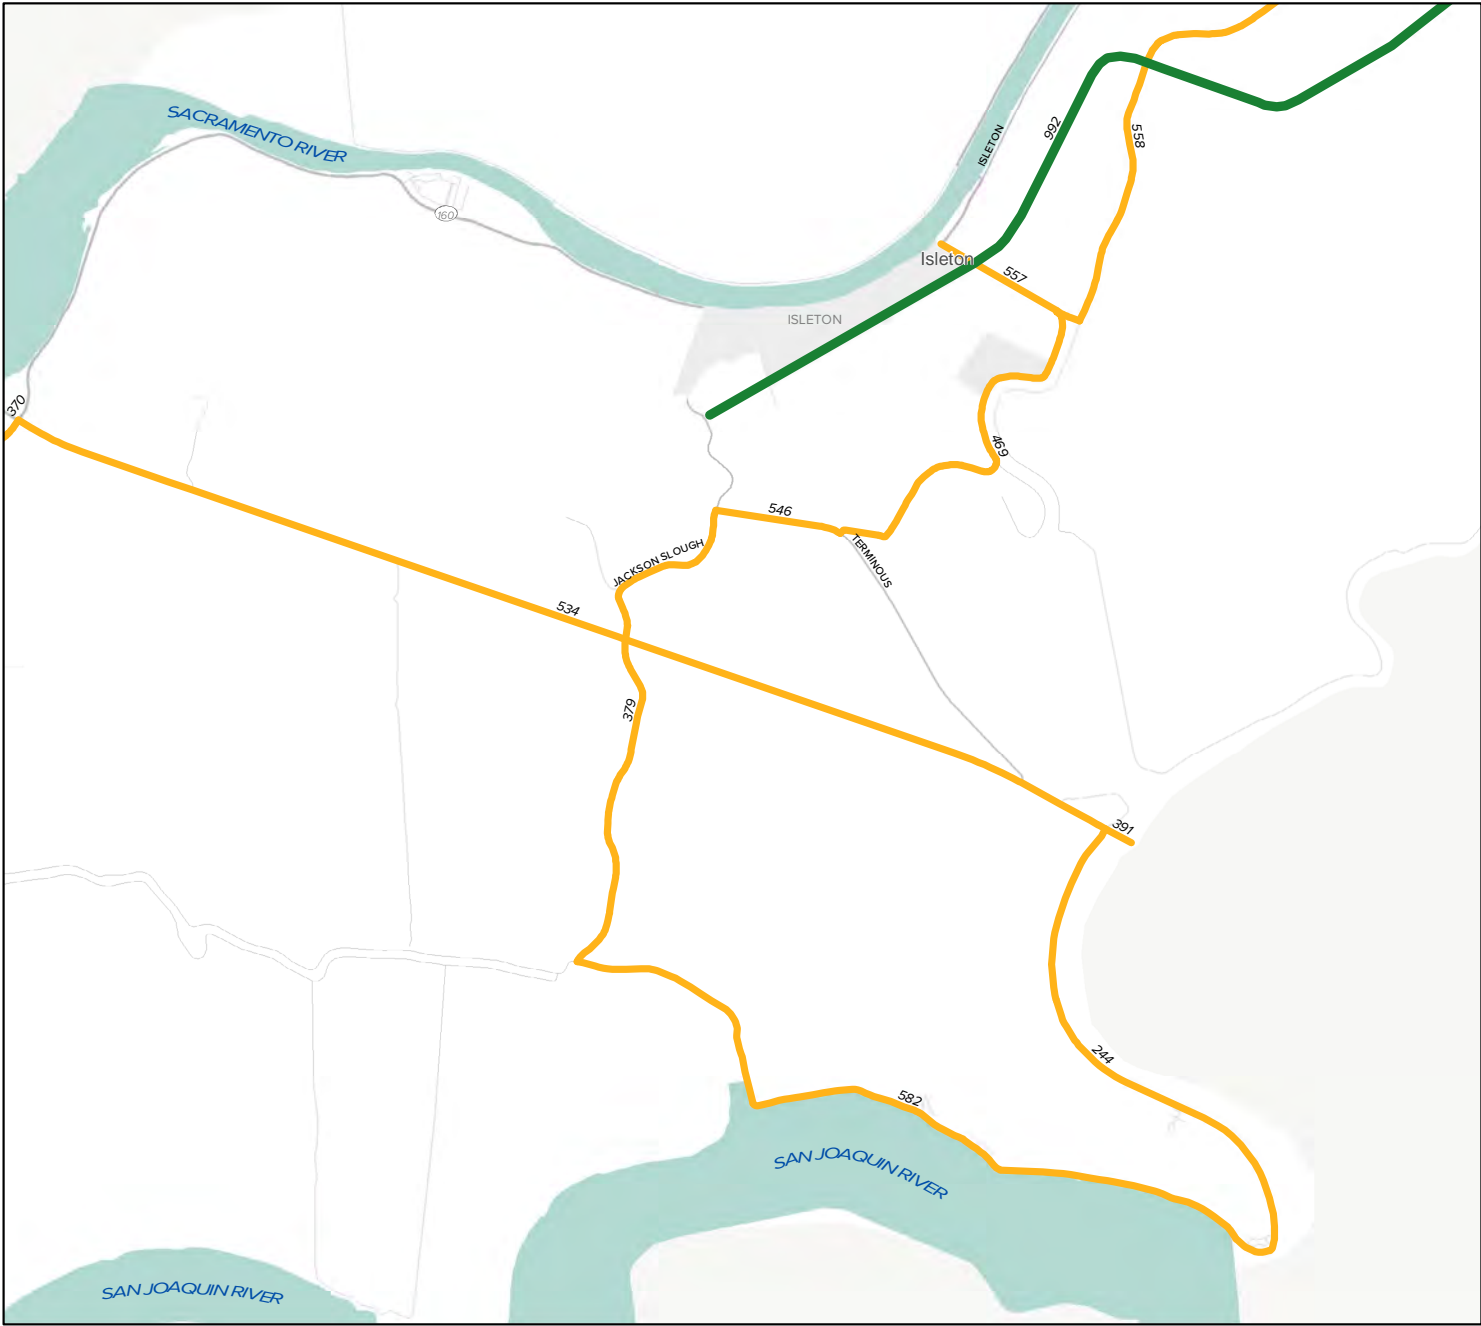 SACRAMENTO RIVER
992
558
ISLETON
160
Isleton
557
ISLETON
370
469
546
TERMINOUS
JACKSON SLOUGH
534
379
391
244
582
SAN JOAQUIN RIVER
SAN JOAQUIN RIVER